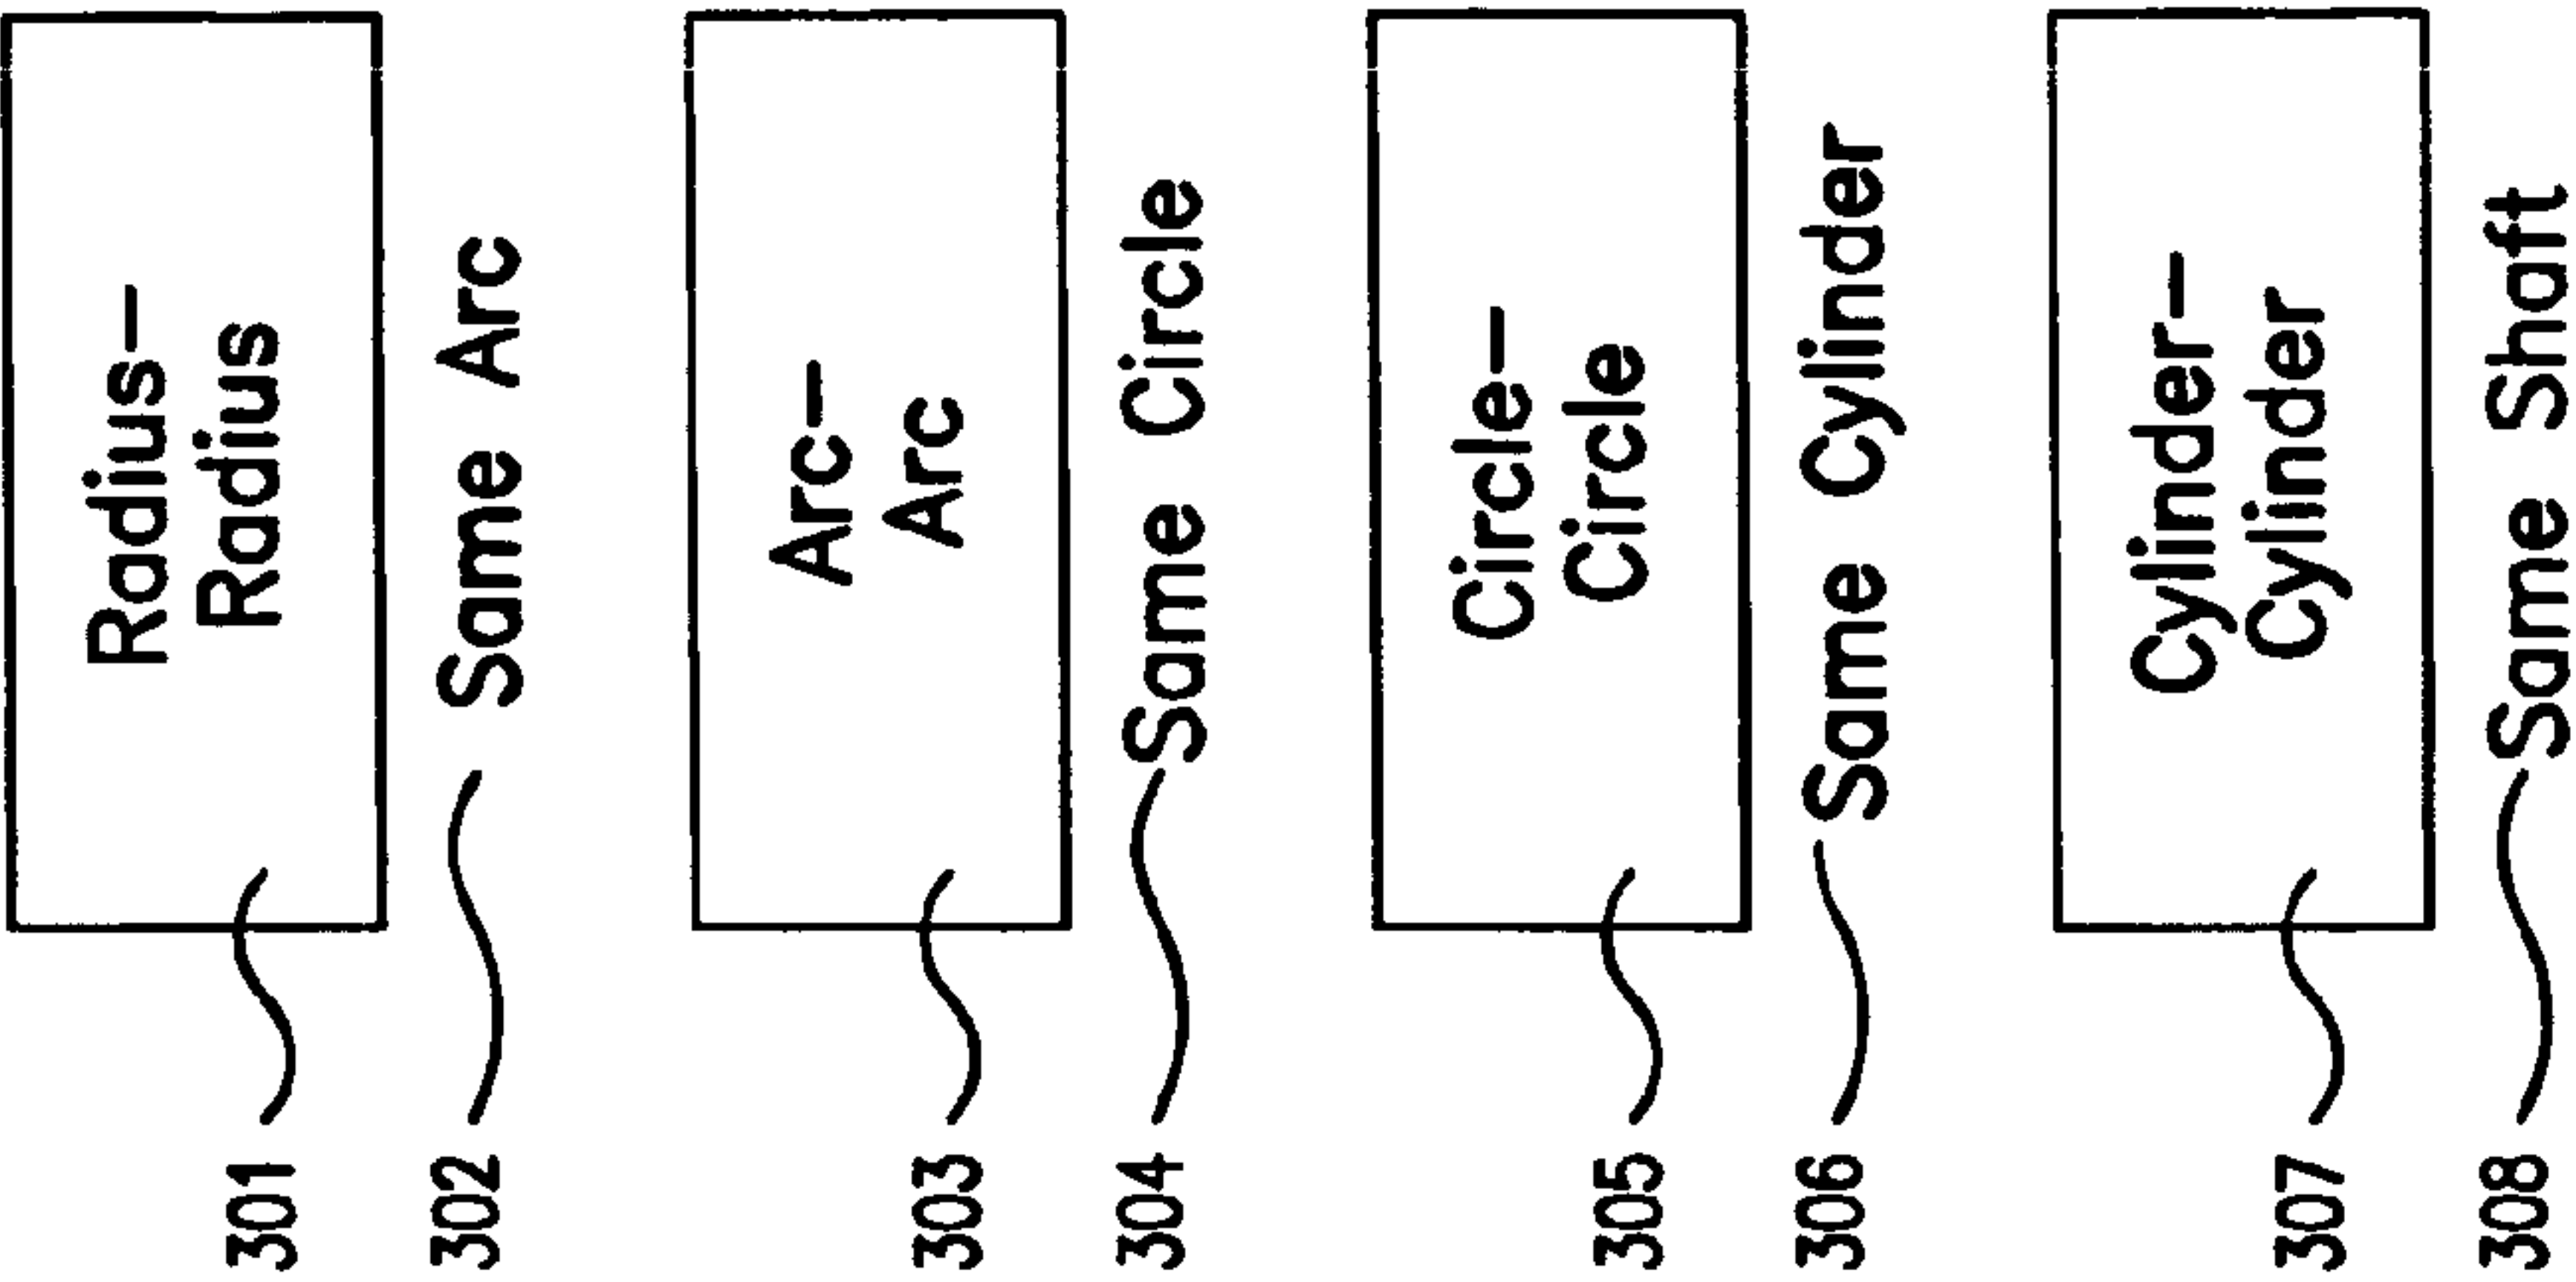 301
Radius—
Radius
302
Same Arc
303
Arc—
Arc
304
Same Circle
305
Circle—
Circle
306
Same Cylinder
307
Cylinder—
Cylinder
308
Same Shaft